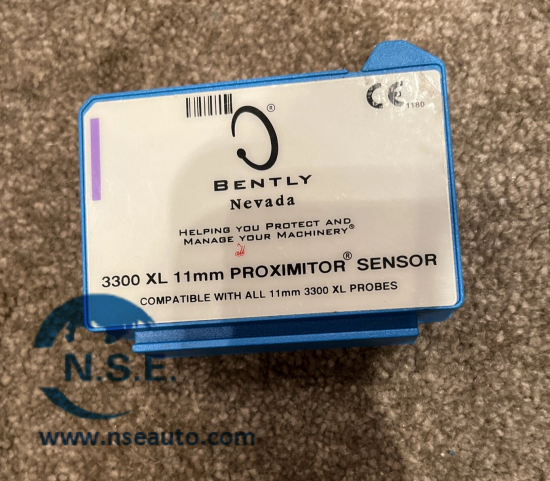 ®
CE 1180
BENTLY
Nevada
HELPING YOU PROTECT AND
MANAGE YOUR MACHINERY®
3300 XL 11mm PROXIMITOR® SENSOR
COMPATIBLE WITH ALL 11mm 3300 XL PROBES
N.S.E.
www.nseauto.com